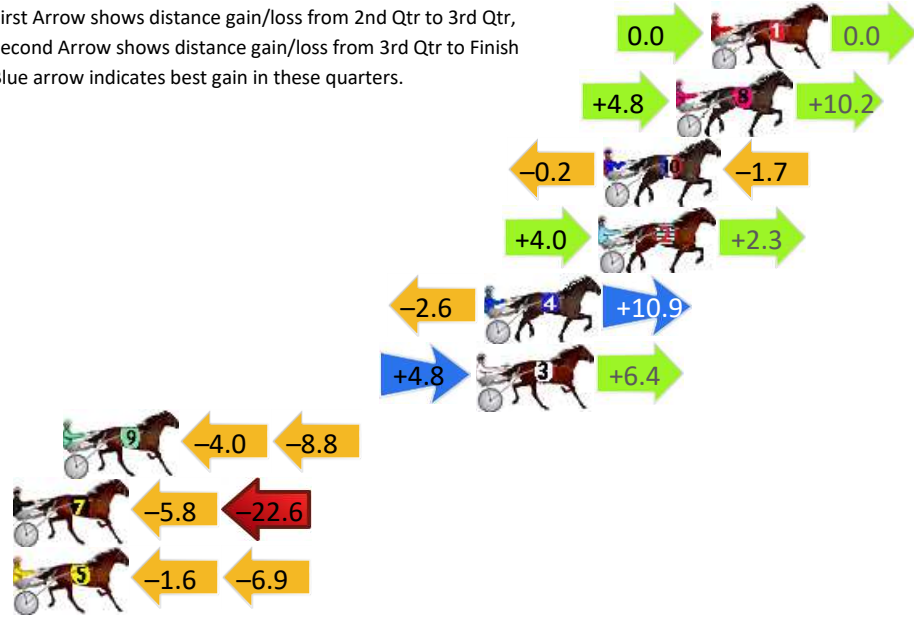 irst Arrow shows distance gain/loss from 2nd Qtr to 3rd Qtr,
econd Arrow shows distance gain/loss from 3rd Qtr to Finish
lue arrow indicates best gain in these quarters.
0.0 1 0.0
+4.8 8 +10.2
–0.2 10 –1.7
+4.0 +2.3
–2.6 4 +10.9
+4.8 3 +6.4
9 –4.0 –8.8
7 –5.8 –22.6
5 –1.6 –6.9